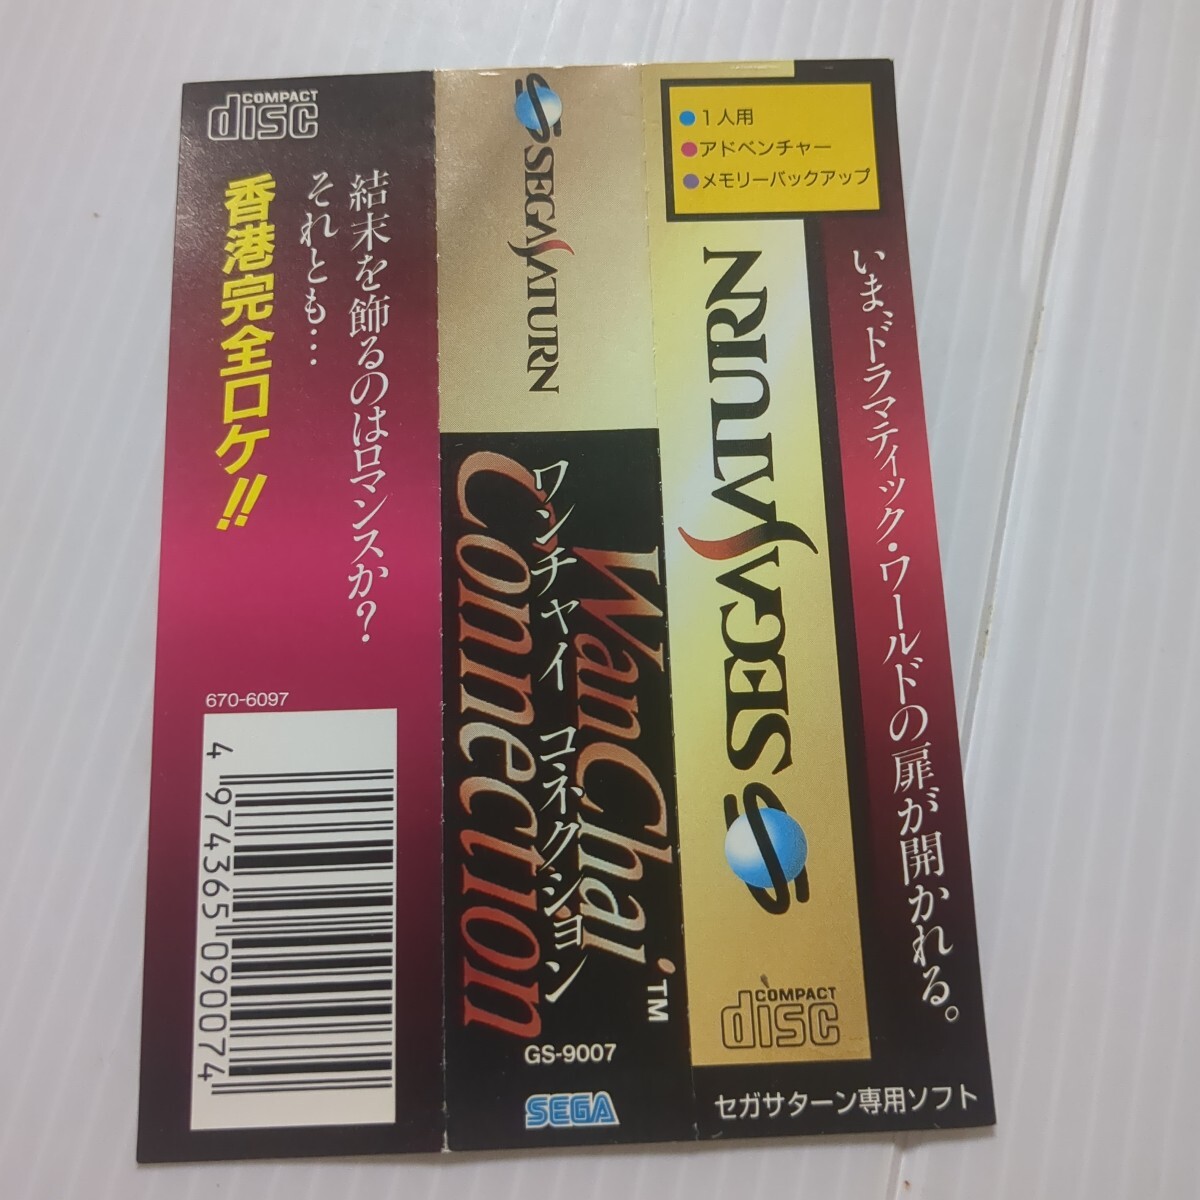 COMPACT
disc
結末を飾るのはロマンスか？
それとも…
香港完全ロケ!!
670-6097
4 974365 090074
SEGA SATURN
ワンチャイ コネクション
WanChai
Connection
TM
GS-9007
SEGA
●1人用
●アドベンチャー
●メモリーバックアップ
SEGA SATURN
COMPACT
disc
いま、ドラマティック・ワールドの扉が開かれる。
セガサターン専用ソフト